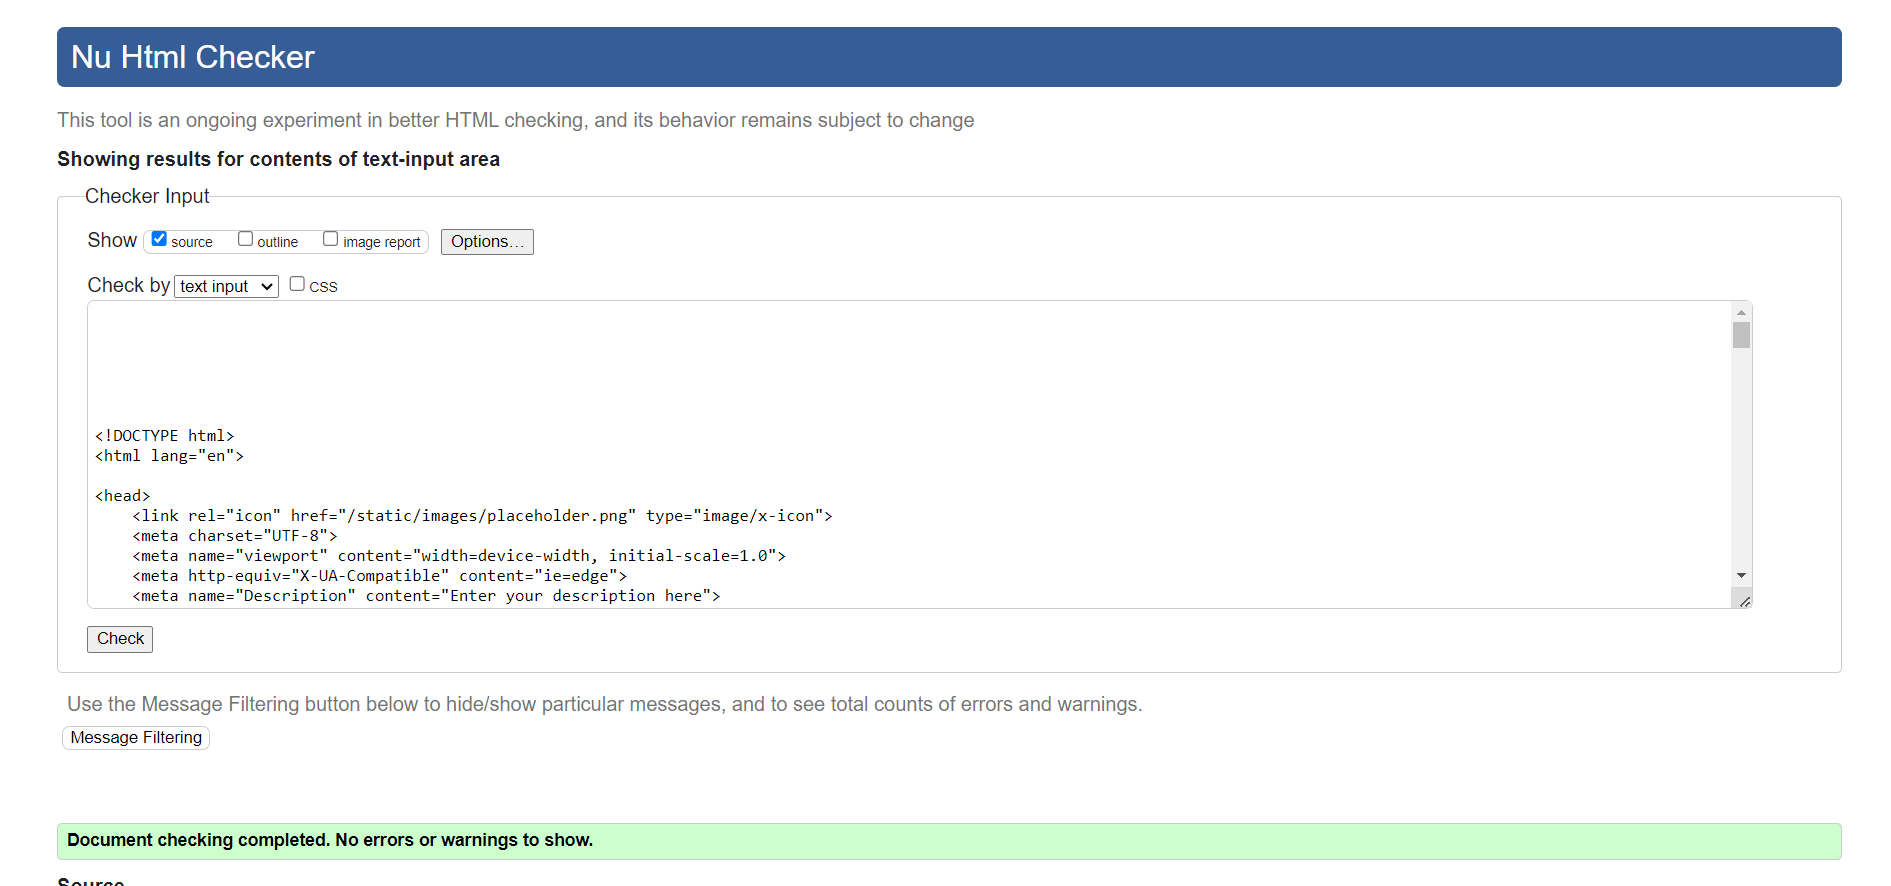 Nu Html Checker
This tool is an ongoing experiment in better HTML checking, and its behavior remains subject to change
Showing results for contents of text-input area
Checker Input
Show source outline image report Options…
Check by text input CSS
<!DOCTYPE html>
<html lang="en">
<head>
<link rel="icon" href="/static/images/placeholder.png" type="image/x-icon">
<meta charset="UTF-8">
<meta name="viewport" content="width=device-width, initial-scale=1.0">
<meta http-equiv="X-UA-Compatible" content="ie=edge">
<meta name="Description" content="Enter your description here">
Check
Use the Message Filtering button below to hide/show particular messages, and to see total counts of errors and warnings.
Message Filtering
Document checking completed. No errors or warnings to show.
Source